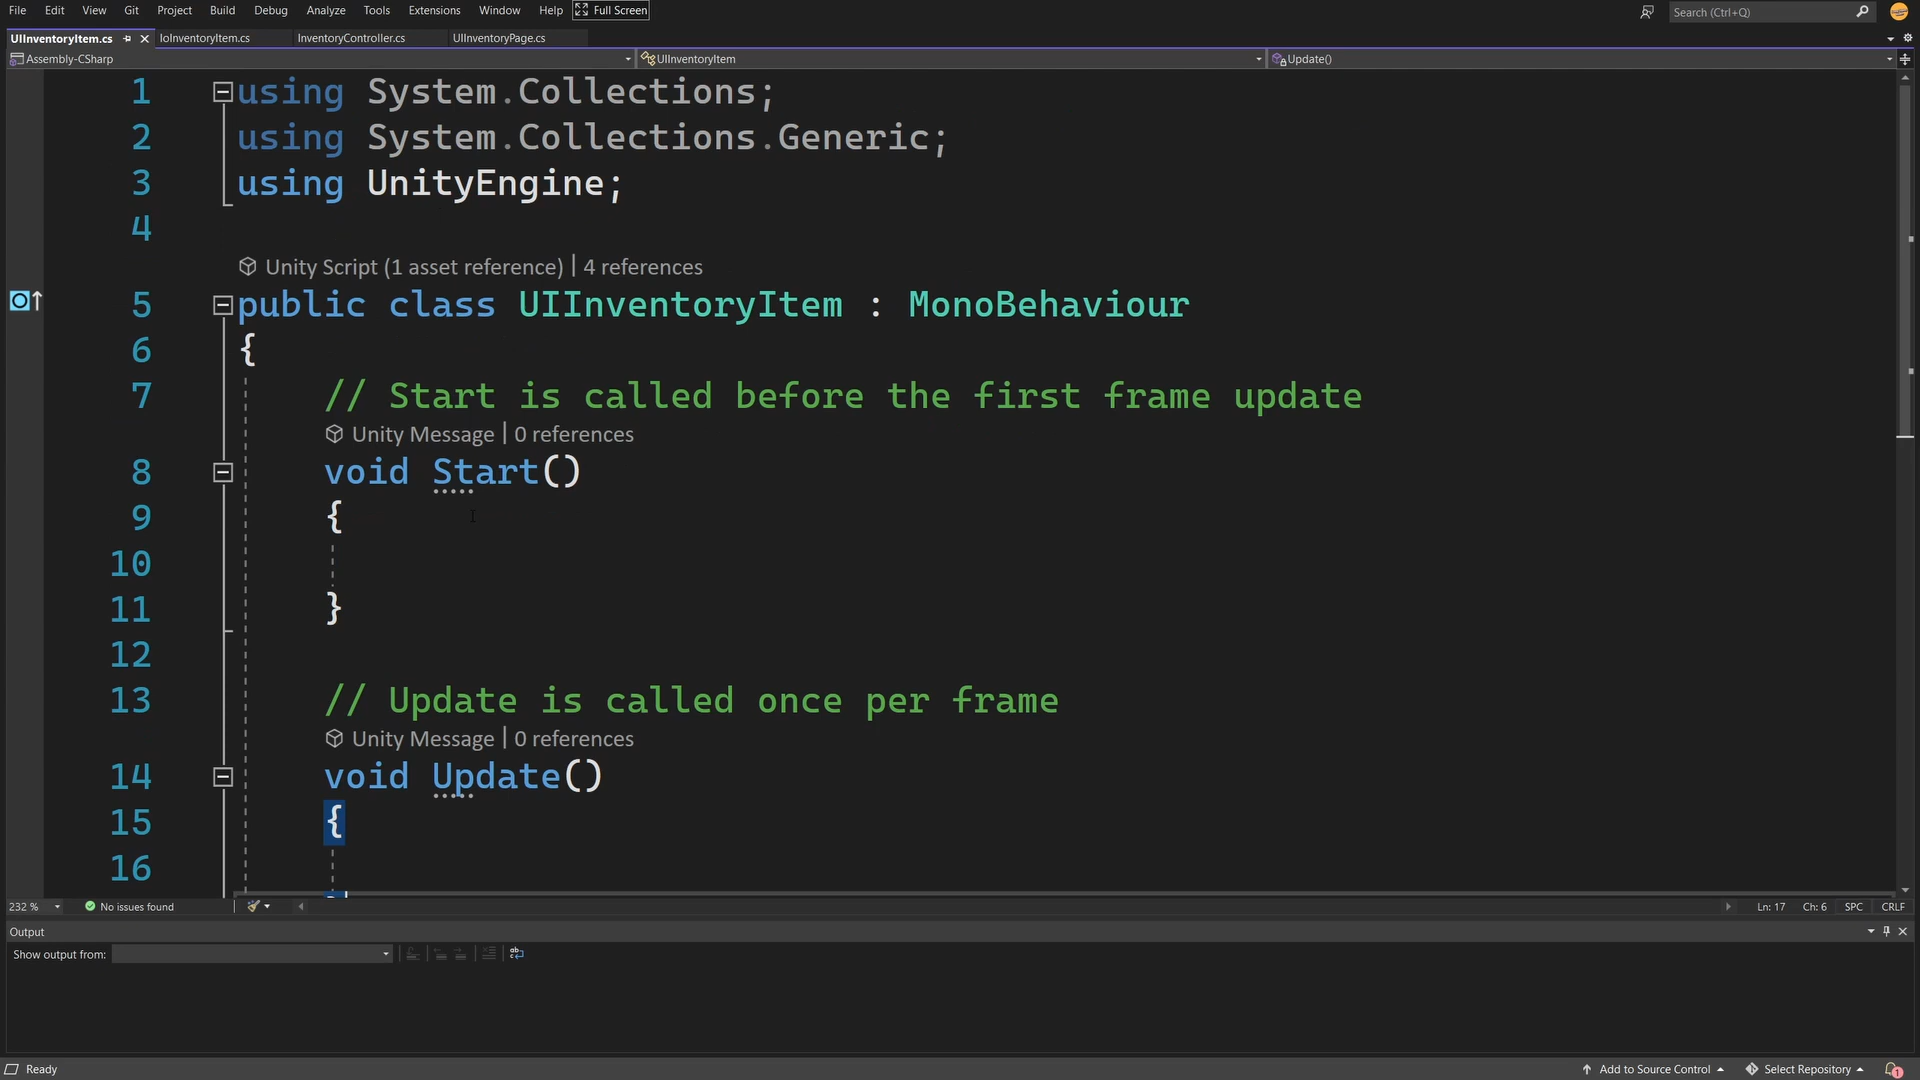 File Edit View Git Project Build Debug Analyze Tools Extensions Window Help Full Screen Search (Ctrl+Q)
UIInventoryItem.cs IoInventoryItem.cs InventoryController.cs UIInventoryPage.cs
Assembly-CSharp UIInventoryItem Update()
1 using System.Collections;
2 using System.Collections.Generic;
3 using UnityEngine;
4
Unity Script (1 asset reference) | 4 references
5 public class UIInventoryItem : MonoBehaviour
6 {
7 // Start is called before the first frame update
Unity Message | 0 references
8 void Start()
9 {
10
11 }
12
13 // Update is called once per frame
Unity Message | 0 references
14 void Update()
15 {
16
232 % No issues found Ln: 17 Ch: 6 SPC CRLF
Output
Show output from:
Ready Add to Source Control Select Repository 1